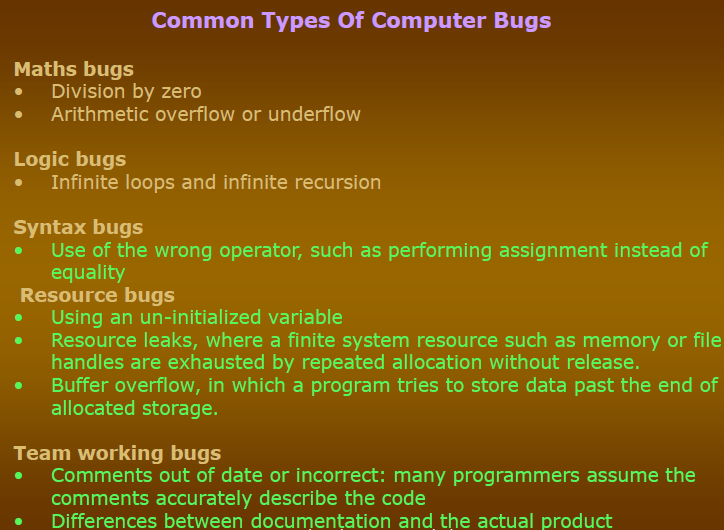 Common Types Of Computer Bugs
Maths bugs
• Division by zero
• Arithmetic overflow or underflow
Logic bugs
• Infinite loops and infinite recursion
Syntax bugs
• Use of the wrong operator, such as performing assignment instead of
equality
Resource bugs
• Using an un-initialized variable
• Resource leaks, where a finite system resource such as memory or file
handles are exhausted by repeated allocation without release.
• Buffer overflow, in which a program tries to store data past the end of
allocated storage.
Team working bugs
• Comments out of date or incorrect: many programmers assume the
comments accurately describe the code
• Differences between documentation and the actual product